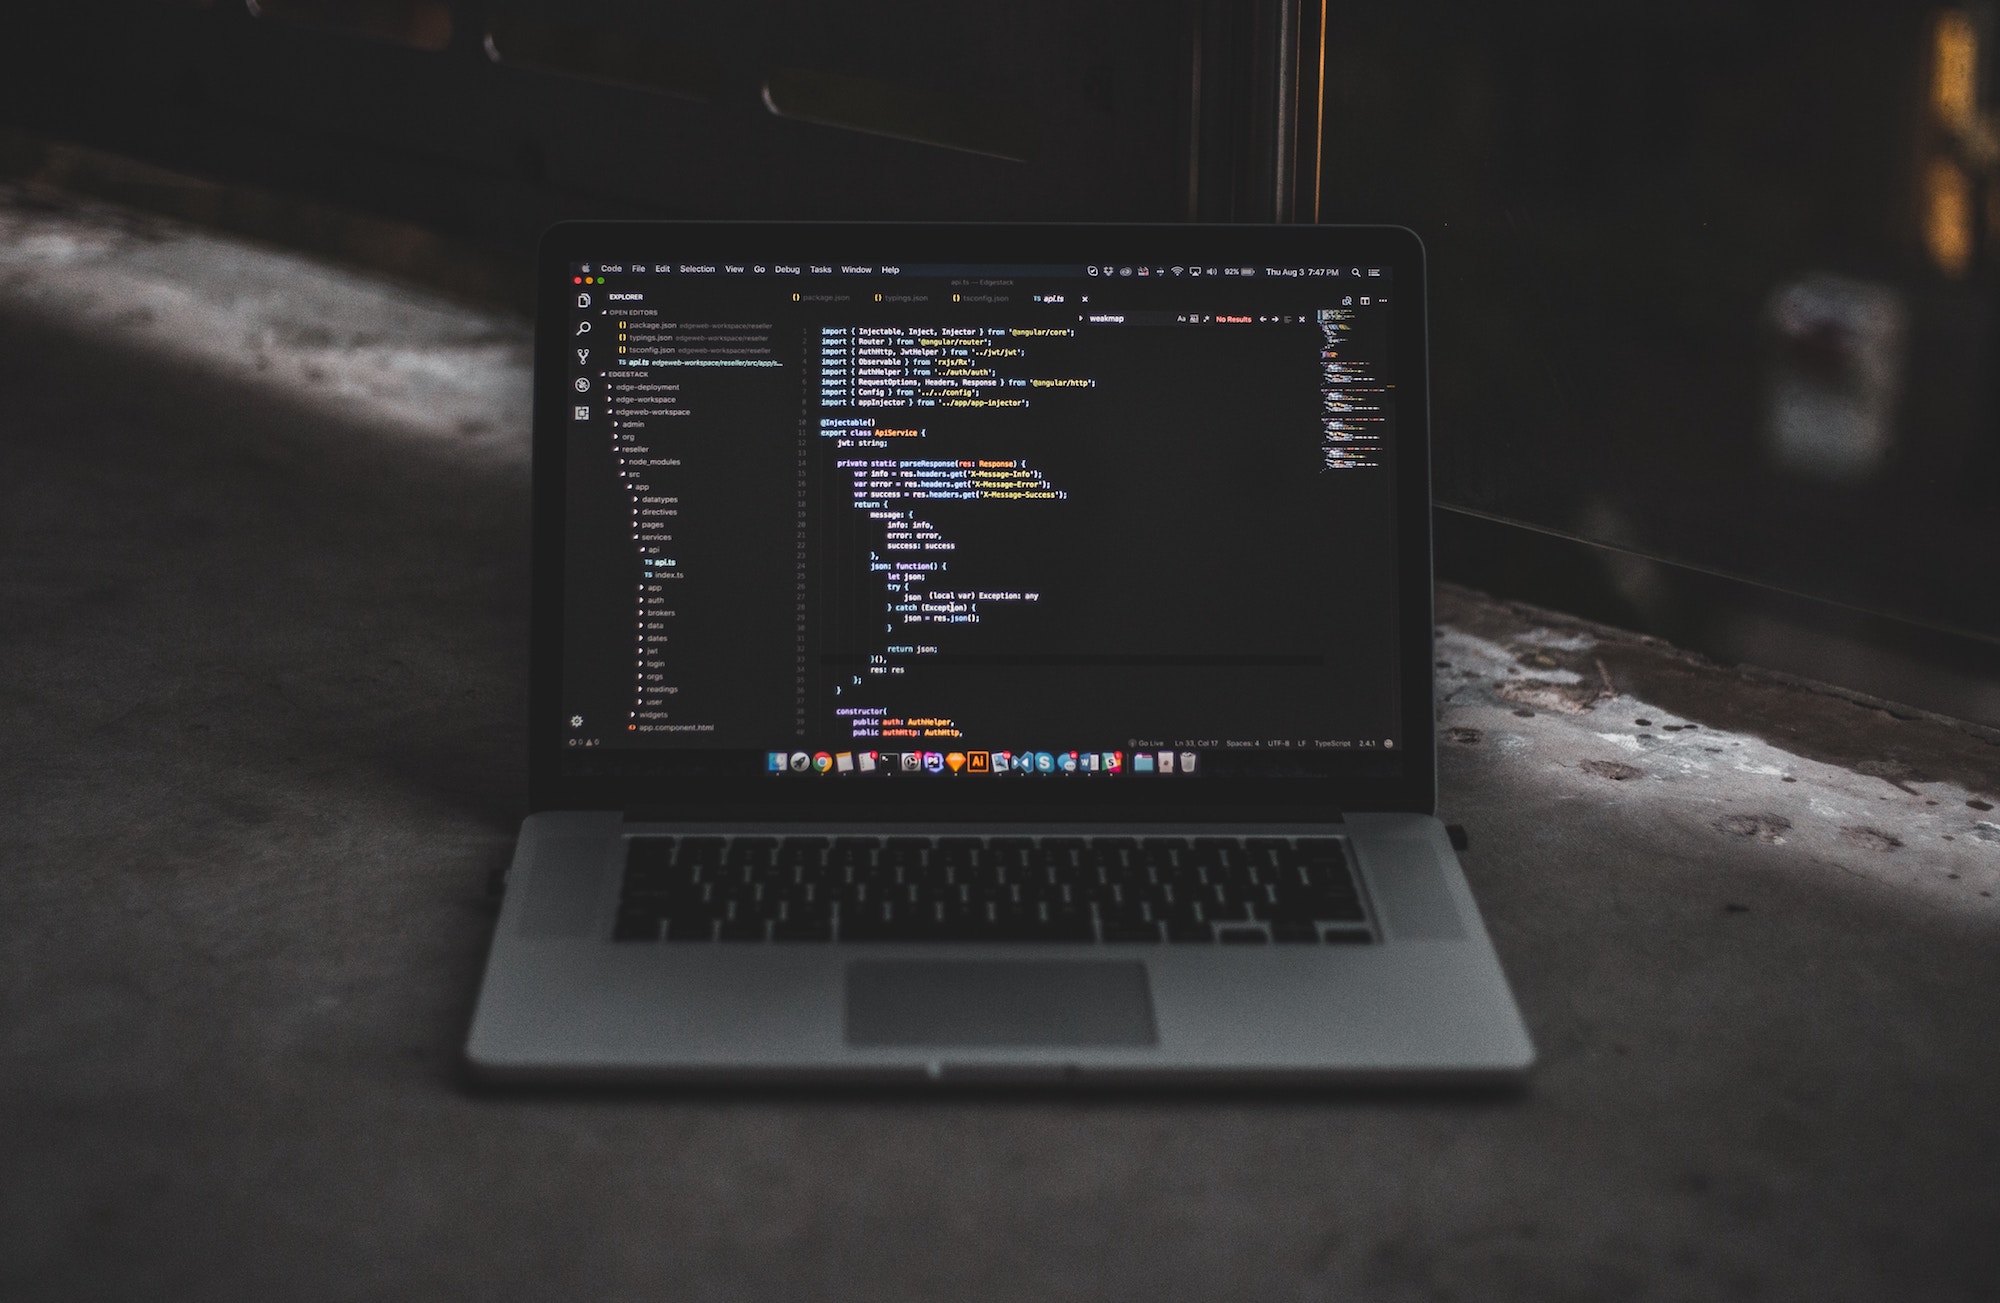 Code File Edit Selection View Go Debug Tasks Window Help 92% Thu Aug 3 7:47 PM
api.ts — Edgestack
EXPLORER
OPEN EDITORS
package.json edgeweb-workspace/reseller
typings.json edgeweb-workspace/reseller
tsconfig.json edgeweb-workspace/reseller
TS api.ts edgeweb-workspace/reseller/src/app/s...
EDGESTACK
edge-deployment
edge-workspace
edgeweb-workspace
admin
org
reseller
node_modules
src
app
datatypes
directives
pages
services
api
TS api.ts
TS index.ts
app
auth
brokers
data
dates
jwt
login
orgs
readings
user
widgets
app.component.html
{} package.json {} typings.json {} tsconfig.json TS api.ts
weakmap Aa No Results
1 import { Injectable, Inject, Injector } from '@angular/core';
2 import { Router } from '@angular/router';
3 import { AuthHttp, JwtHelper } from '../jwt/jwt';
4 import { Observable } from 'rxjs/Rx';
5 import { AuthHelper } from '../auth/auth';
6 import { RequestOptions, Headers, Response } from '@angular/http';
7 import { Config } from '../../config';
8 import { appInjector } from '../app/app-injector';
9
10 @Injectable()
11 export class ApiService {
12 jwt: string;
13
14 private static parseResponse(res: Response) {
15 var info = res.headers.get('X-Message-Info');
16 var error = res.headers.get('X-Message-Error');
17 var success = res.headers.get('X-Message-Success');
18 return {
19 message: {
20 info: info,
21 error: error,
22 success: success
23 },
24 json: function() {
25 let json;
26 try {
27 json (local var) Exception: any
28 } catch (Exception) {
29 json = res.json();
30 }
31
32 return json;
33 }(),
34 res: res
35 };
36 }
37
38 constructor(
39 public auth: AuthHelper,
40 public authHttp: AuthHttp,
0 0 Go Live Ln 33, Col 17 Spaces: 4 UTF-8 LF TypeScript 2.4.1
Ai S W S